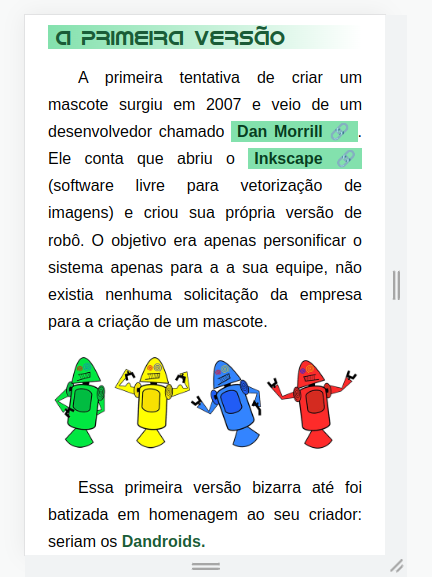 A PRIMEIRA VERSÃO
A primeira tentativa de criar um
mascote surgiu em 2007 e veio de um
desenvolvedor chamado Dan Morrill 🔗.
Ele conta que abriu o Inkscape 🔗
(software livre para vetorização de
imagens) e criou sua própria versão de
robô. O objetivo era apenas personificar o
sistema apenas para a a sua equipe, não
existia nenhuma solicitação da empresa
para a criação de um mascote.
Essa primeira versão bizarra até foi
batizada em homenagem ao seu criador:
seriam os Dandroids.